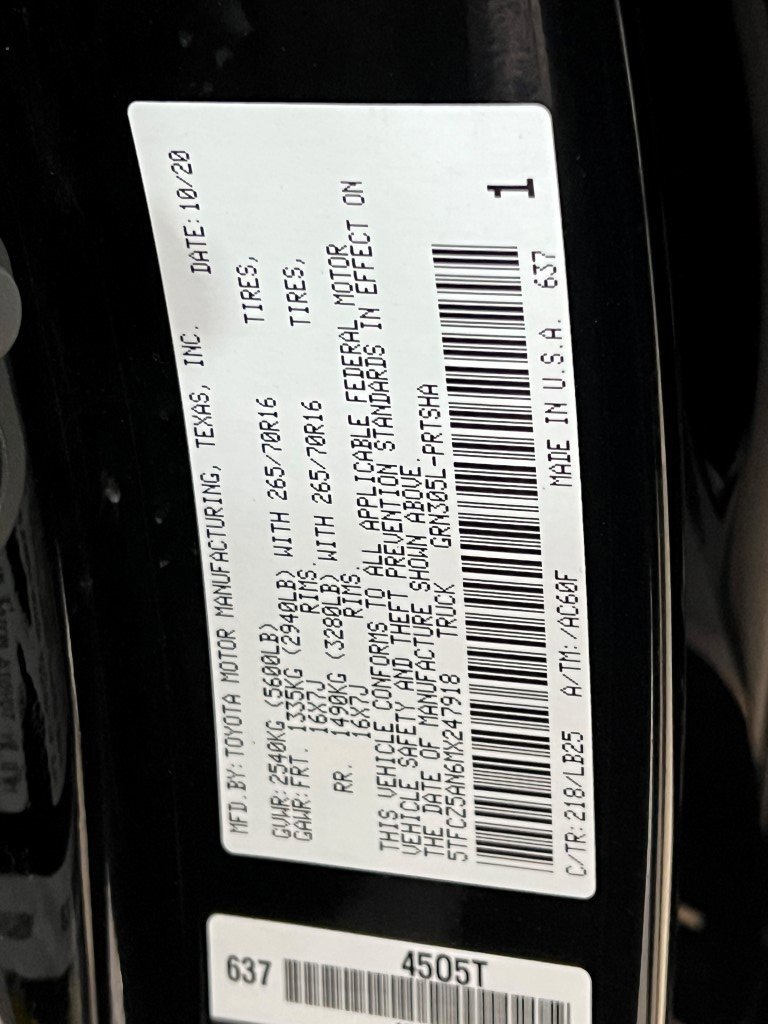 MFD. BY: TOYOTA MOTOR MANUFACTURING, TEXAS, INC. DATE: 10/20
GVWR: 2540KG (5600LB)
GAWR: FRT. 1335KG (2940LB) WITH 265/70R16 TIRES,
16X7J RIMS.
RR. 1490KG (3280LB) WITH 265/70R16 TIRES,
16X7J RIMS.
THIS VEHICLE CONFORMS TO ALL APPLICABLE FEDERAL MOTOR
VEHICLE SAFETY AND THEFT PREVENTION STANDARDS IN EFFECT ON
THE DATE OF MANUFACTURE SHOWN ABOVE.
5TFCZ5AN6MX247918 TRUCK GRN305L-PRTSHA
1
C/TR: 218/LB25 A/TM: /AC60F MADE IN U.S.A. 637
637 4505T